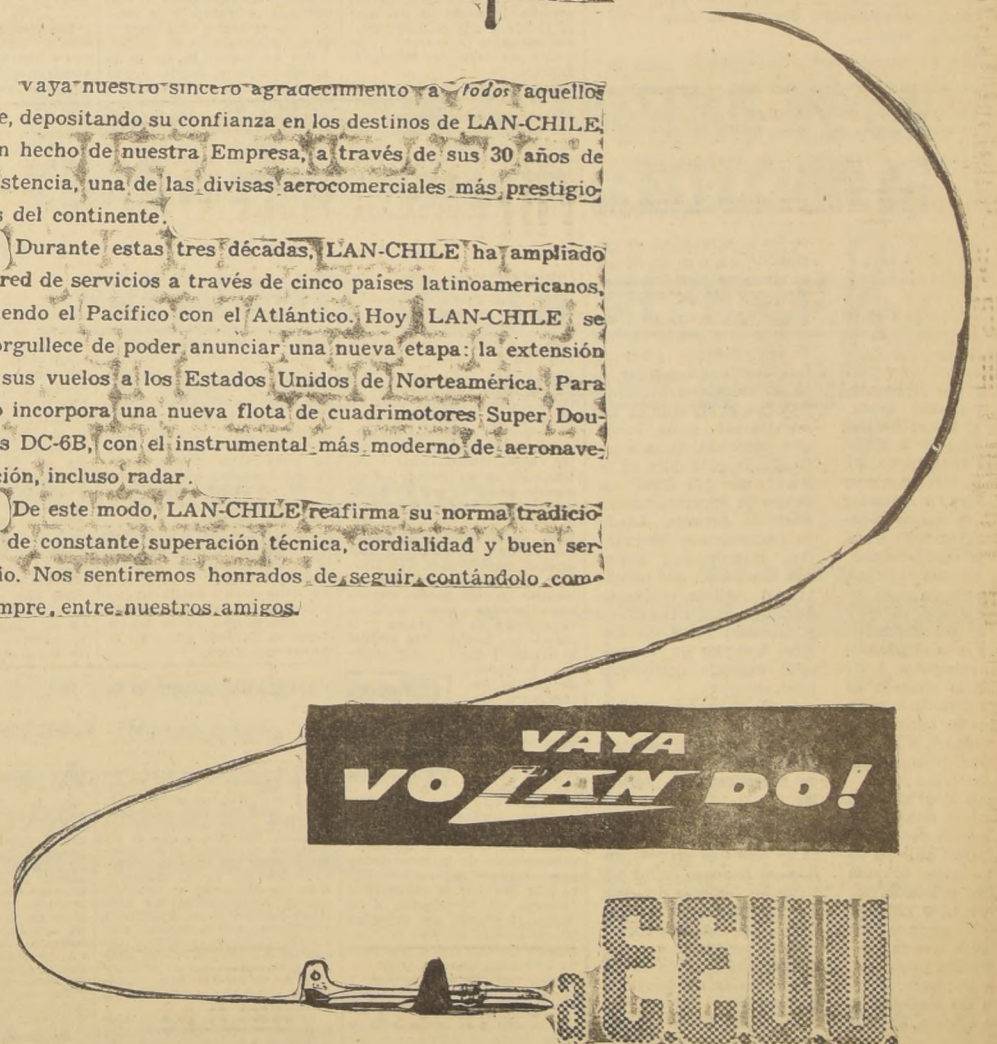 vaya nuestro sincero agradecimiento a todos aquellos
e, depositando su confianza en los destinos de LAN-CHILE,
n hecho de nuestra Empresa, a través de sus 30 años de
stencia, una de las divisas aerocomerciales más prestigio-
s del continente.
Durante estas tres décadas, LAN-CHILE ha ampliado
red de servicios a través de cinco países latinoamericanos,
endo el Pacífico con el Atlántico. Hoy LAN-CHILE se
orgullece de poder anunciar una nueva etapa: la extensión
sus vuelos a los Estados Unidos de Norteamérica. Para
o incorpora una nueva flota de cuadrimotores Super Dou-
s DC-6B, con el instrumental más moderno de aeronave-
ción, incluso radar.
De este modo, LAN-CHILE reafirma su norma tradicio-
de constante superación técnica, cordialidad y buen ser-
io. Nos sentiremos honrados de seguir contándolo como
mpre, entre nuestros amigos.
VAYA
VOLANDO!
a EEUU